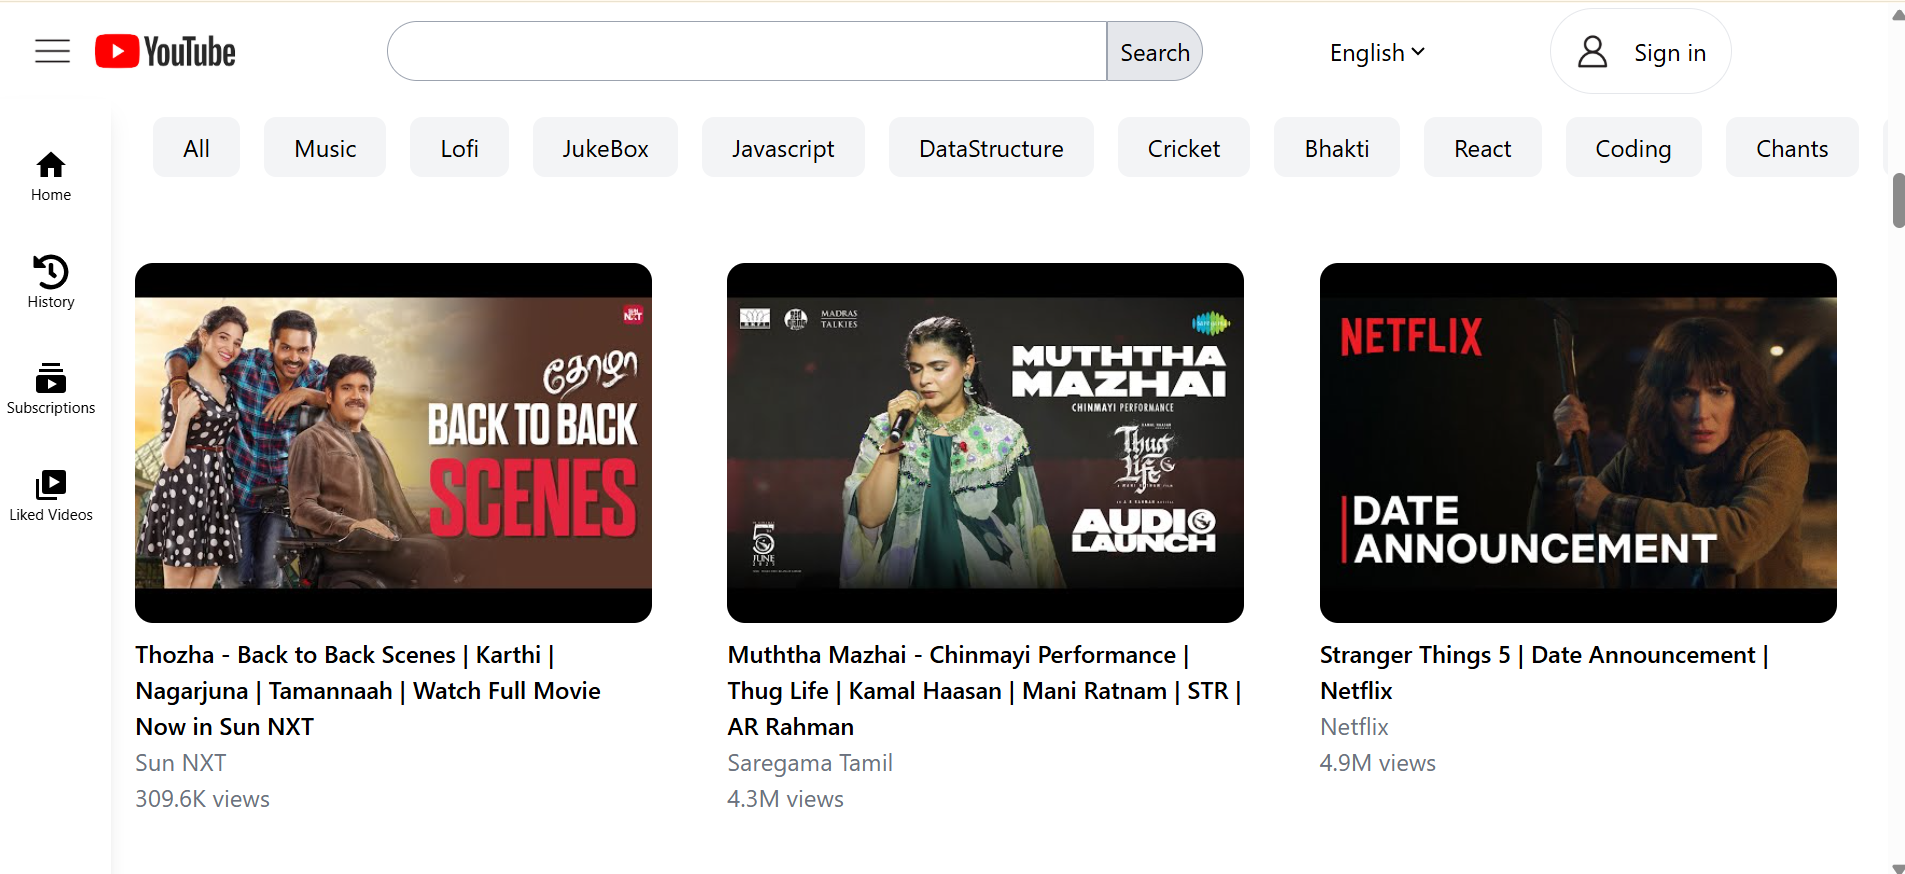 YouTube
Search
English
Sign in
All
Music
Lofi
JukeBox
Javascript
DataStructure
Cricket
Bhakti
React
Coding
Chants
Home
History
Subscriptions
Liked Videos
SUN
NXT
தோழா
BACK TO BACK
SCENES
Thozha - Back to Back Scenes | Karthi |
Nagarjuna | Tamannaah | Watch Full Movie
Now in Sun NXT
Sun NXT
309.6K views
MADRAS
TALKIES
MUTHTHA
MAZHAI
CHINMAYI PERFORMANCE
Thug
Life
AUDIO
LAUNCH
5
JUNE
2025
Muththa Mazhai - Chinmayi Performance |
Thug Life | Kamal Haasan | Mani Ratnam | STR |
AR Rahman
Saregama Tamil
4.3M views
NETFLIX
DATE
ANNOUNCEMENT
Stranger Things 5 | Date Announcement |
Netflix
Netflix
4.9M views